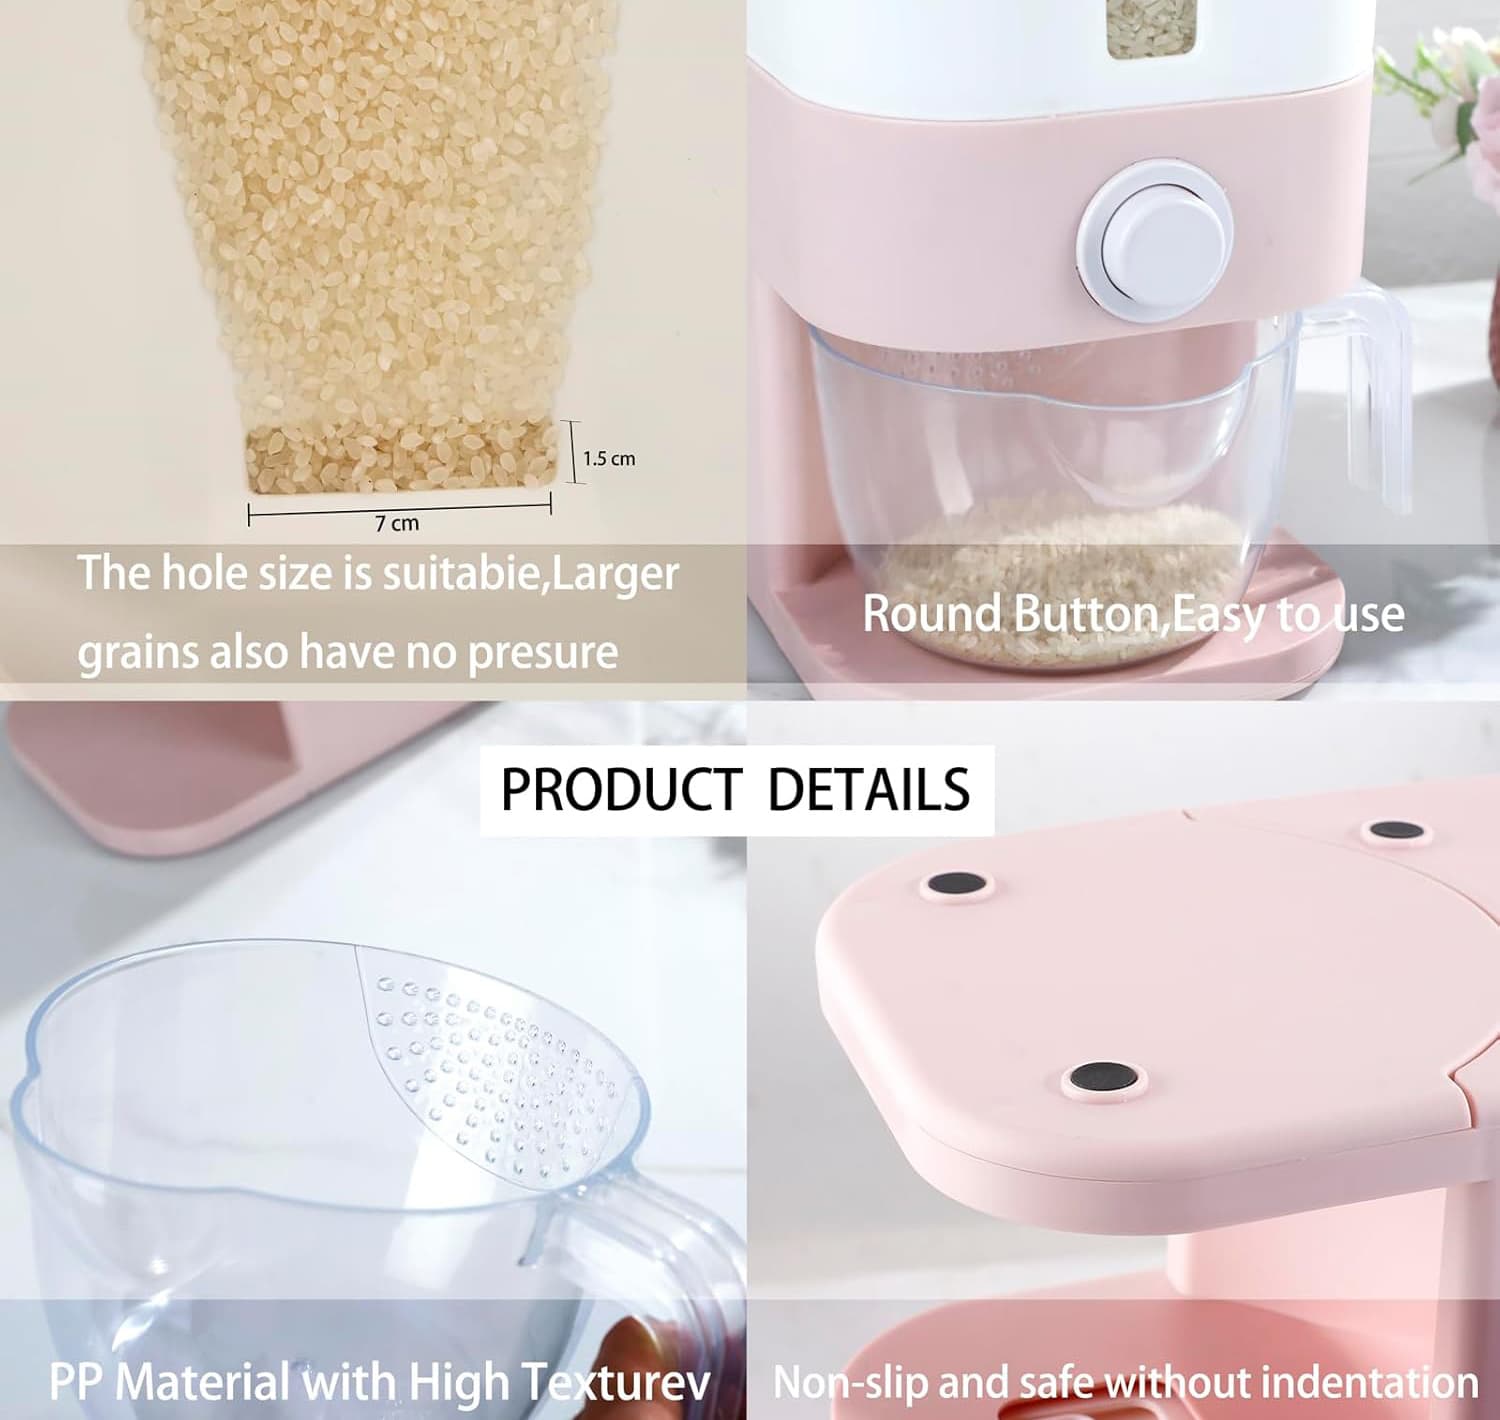 1.5 cm
7 cm
The hole size is suitabie,Larger
grains also have no presure
Round Button,Easy to use
PRODUCT DETAILS
PP Material with High Texturev
Non-slip and safe without indentation